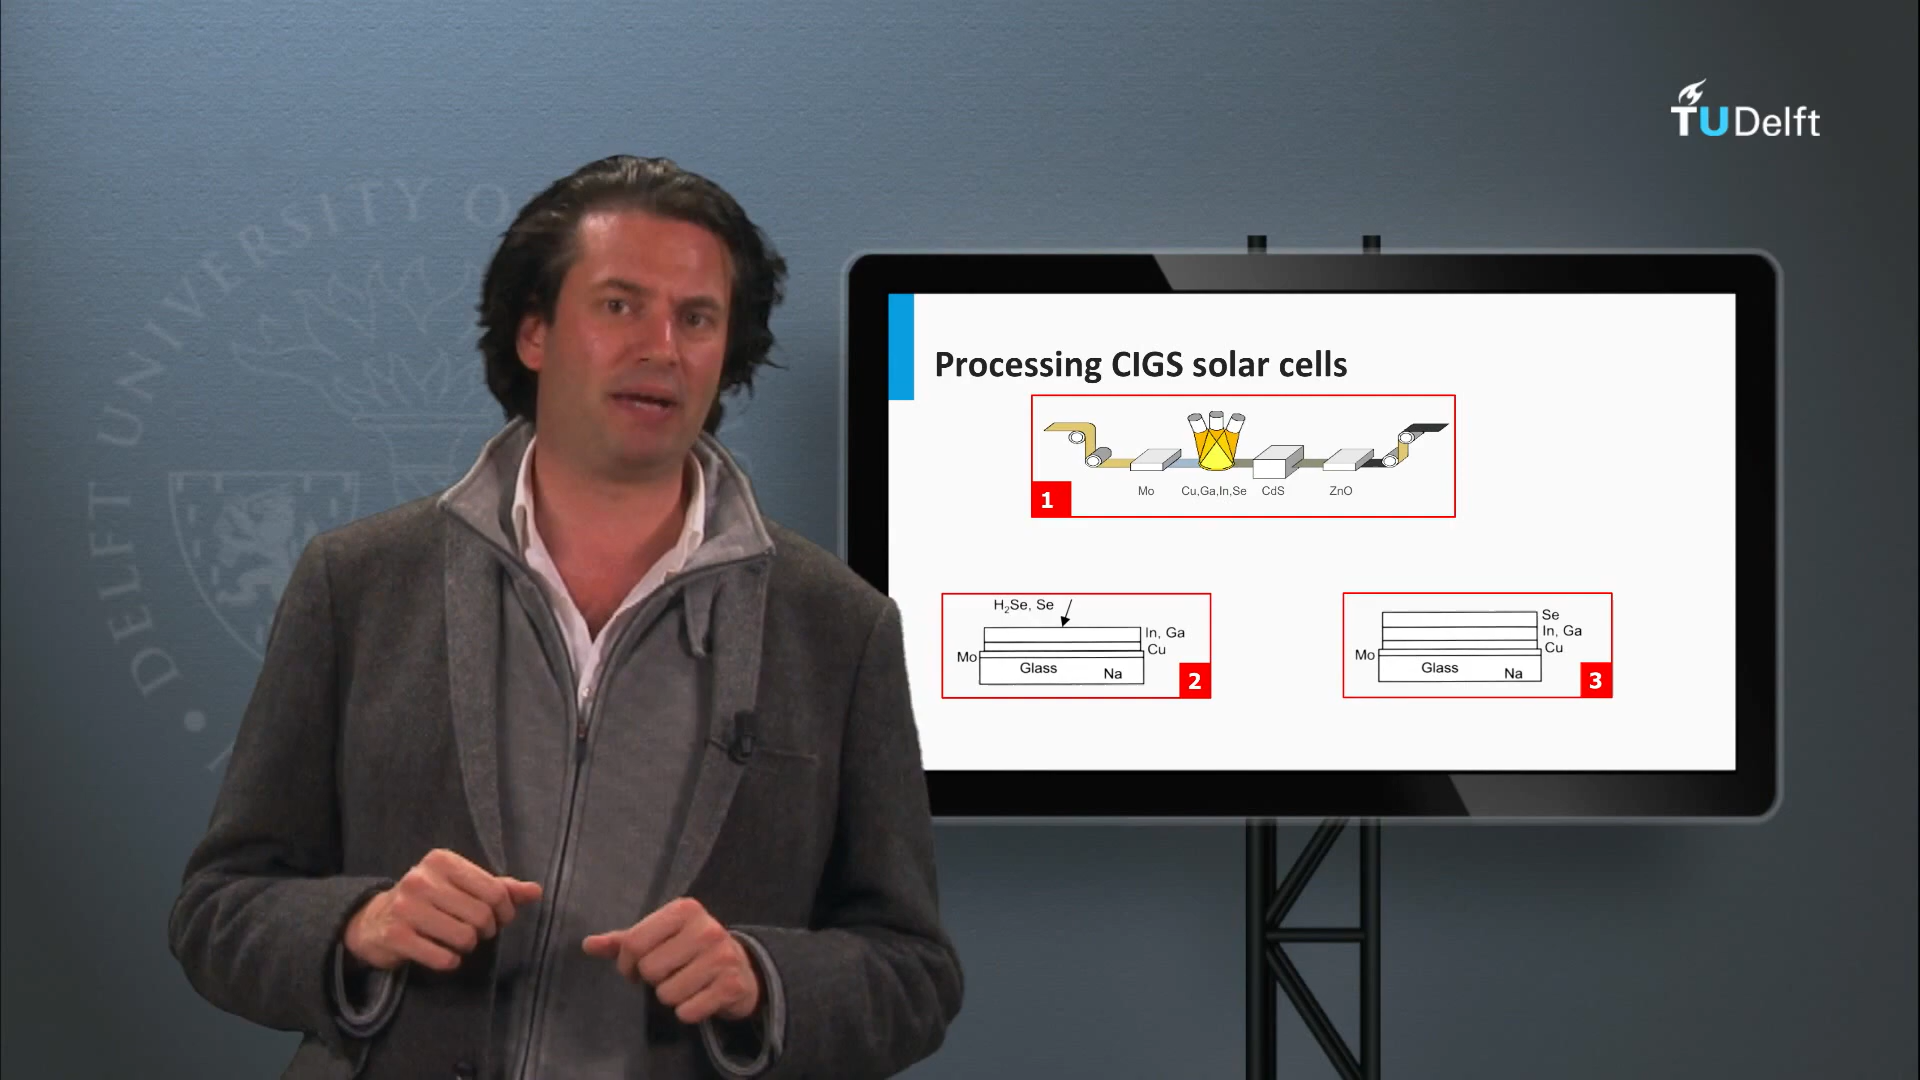 TUDelft
DELFT UNIVERSITY O
Processing CIGS solar cells
Mo
Cu,Ga,In,Se
CdS
ZnO
1
H₂Se, Se
In, Ga
Cu
Mo
Glass
Na
2
Se
In, Ga
Cu
Mo
Glass
Na
3